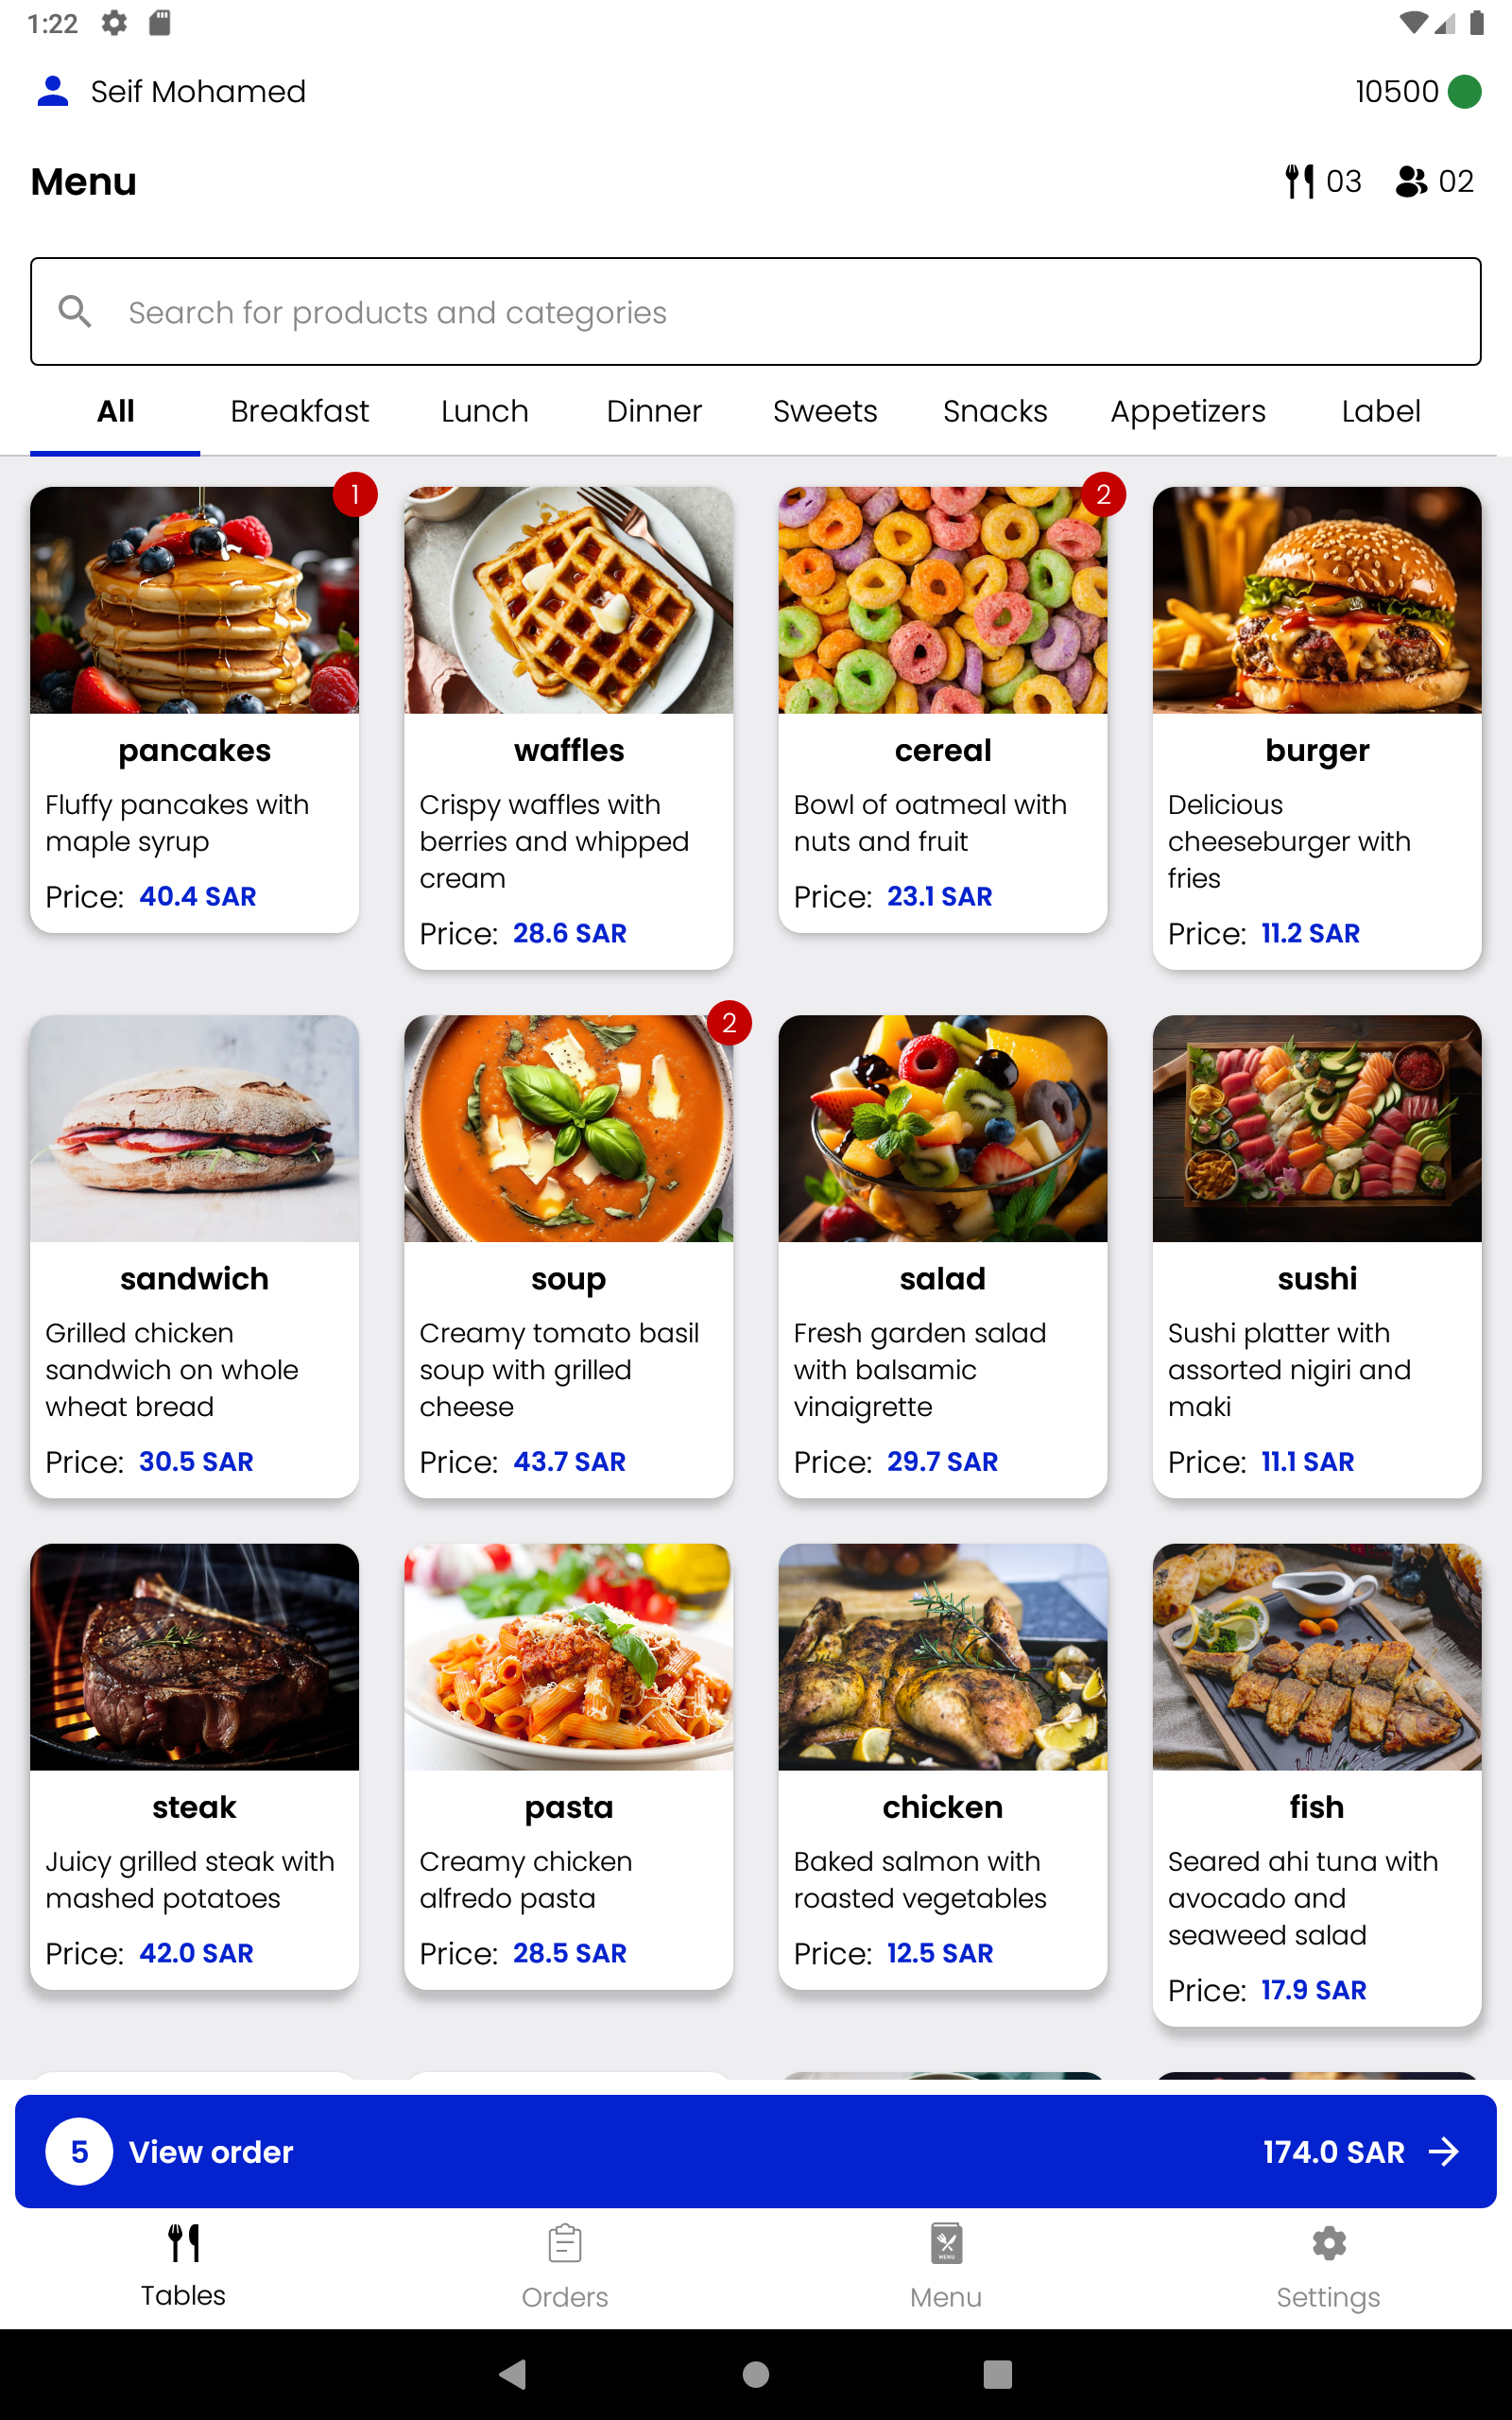 1:22
Seif Mohamed
10500
Menu
03
02
Search for products and categories
All
Breakfast
Lunch
Dinner
Sweets
Snacks
Appetizers
Label
1
2
pancakes
Fluffy pancakes with
maple syrup
Price: 40.4 SAR
waffles
Crispy waffles with
berries and whipped
cream
Price: 28.6 SAR
cereal
Bowl of oatmeal with
nuts and fruit
Price: 23.1 SAR
burger
Delicious
cheeseburger with
fries
Price: 11.2 SAR
2
sandwich
Grilled chicken
sandwich on whole
wheat bread
Price: 30.5 SAR
soup
Creamy tomato basil
soup with grilled
cheese
Price: 43.7 SAR
salad
Fresh garden salad
with balsamic
vinaigrette
Price: 29.7 SAR
sushi
Sushi platter with
assorted nigiri and
maki
Price: 11.1 SAR
steak
Juicy grilled steak with
mashed potatoes
Price: 42.0 SAR
pasta
Creamy chicken
alfredo pasta
Price: 28.5 SAR
chicken
Baked salmon with
roasted vegetables
Price: 12.5 SAR
fish
Seared ahi tuna with
avocado and
seaweed salad
Price: 17.9 SAR
5
View order
174.0 SAR
Tables
Orders
MENU
Menu
Settings